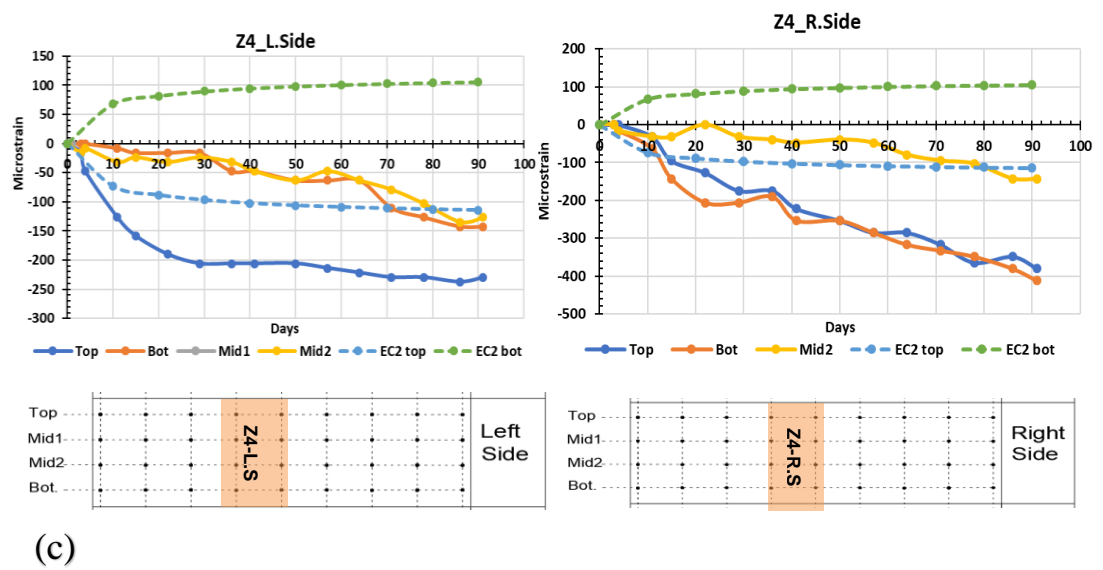 Z4_L.Side
150
100
50
0
-50
-100
-150
-200
-250
-300
0 10 20 30 40 50 60 70 80 90 100
Microstrain
Days
Top Bot Mid1 Mid2 EC2 top EC2 bot
Z4_R.Side
200
100
0
-100
-200
-300
-400
-500
0 10 20 30 40 50 60 70 80 90 100
Microstrain
Days
Top Bot Mid2 EC2 top EC2 bot
Top
Mid1
Mid2
Bot.
Z4-L.S
Left
Side
Top
Mid1
Mid2
Bot.
Z4-R.S
Right
Side
(c)